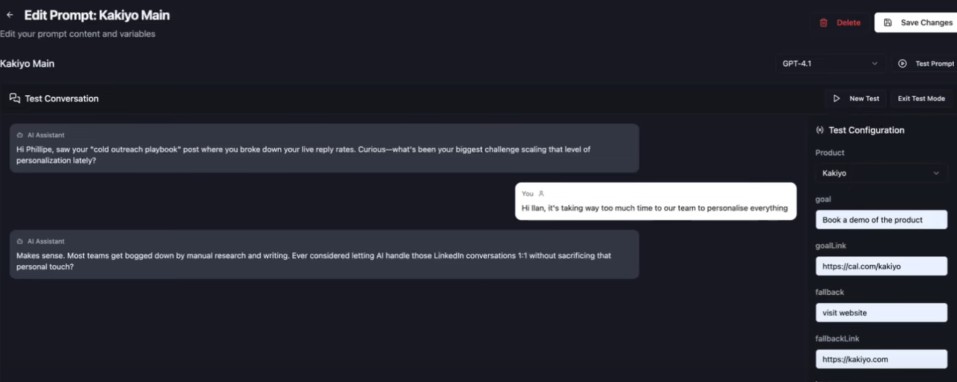 Edit Prompt: Kakiyo Main
Delete
Save Changes
Edit your prompt content and variables
Kakiyo Main
GPT-4.1
Test Prompt
Test Conversation
New Test
Exit Test Mode
AI Assistant
Hi Phillipe, saw your "cold outreach playbook" post where you broke down your live reply rates. Curious—what's been your biggest challenge scaling that level of
personalization lately?
You
Hi Ilan, it's taking way too much time to our team to personalise everything
AI Assistant
Makes sense. Most teams get bogged down by manual research and writing. Ever considered letting AI handle those LinkedIn conversations 1:1 without sacrificing that
personal touch?
Test Configuration
Product
Kakiyo
goal
Book a demo of the product
goalLink
https://cal.com/kakiyo
fallback
visit website
fallbackLink
https://kakiyo.com